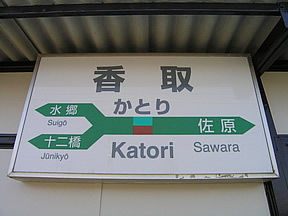 香取
かとり
Katori
水郷
Suigō
十二橋
Jūnikyō
佐原
Sawara